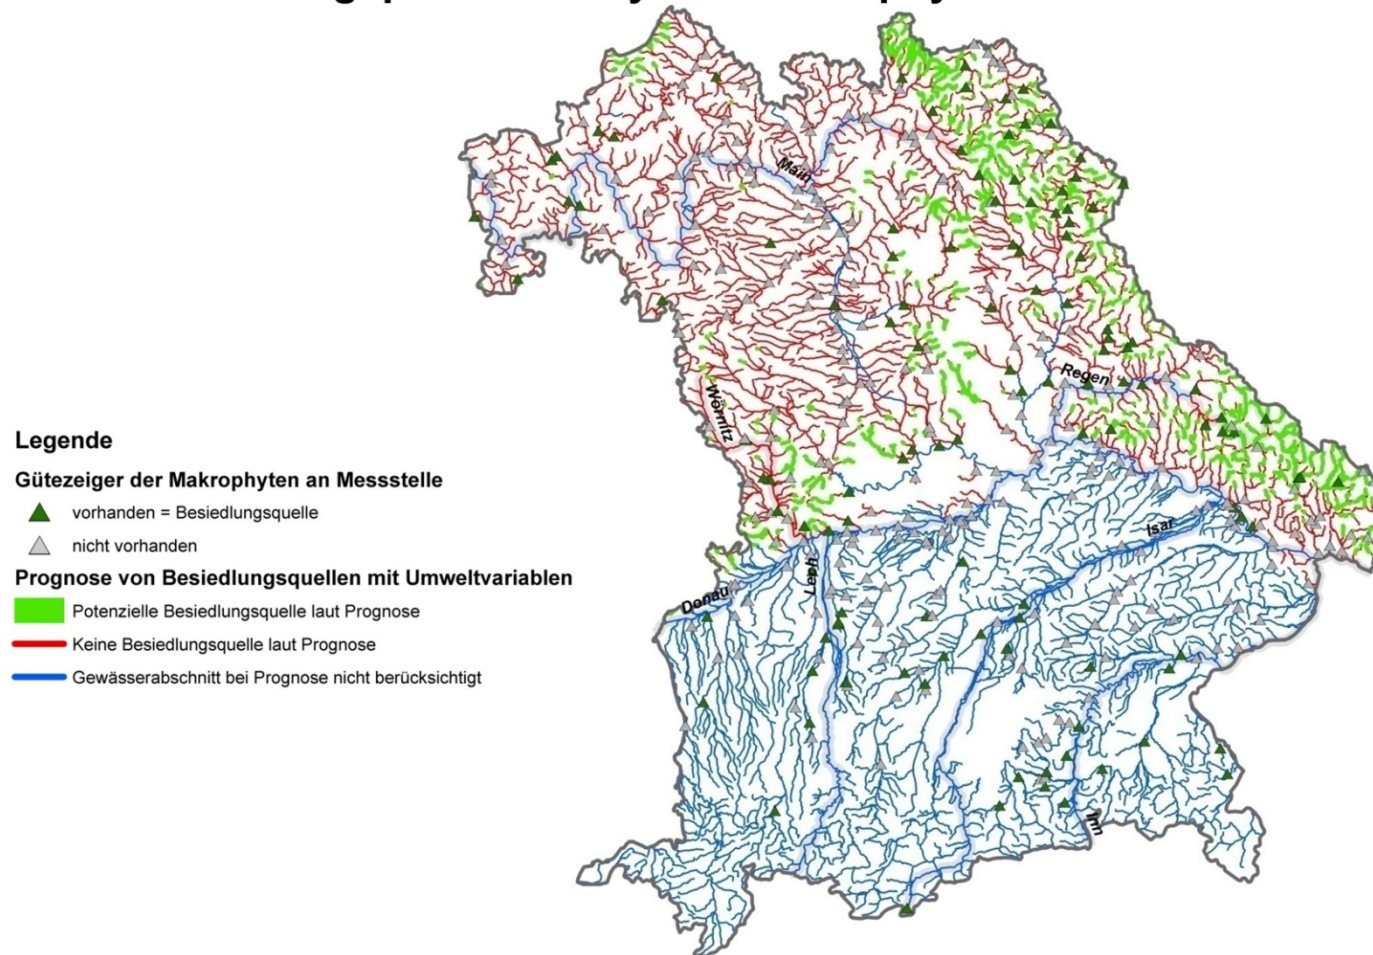 Legende
Gütezeiger der Makrophyten an Messstelle
vorhanden = Besiedlungsquelle
nicht vorhanden
Prognose von Besiedlungsquellen mit Umweltvariablen
Potenzielle Besiedlungsquelle laut Prognose
Keine Besiedlungsquelle laut Prognose
Gewässerabschnitt bei Prognose nicht berücksichtigt
Main
Regen
Wörnitz
Isar
Lech
Donau
Inn